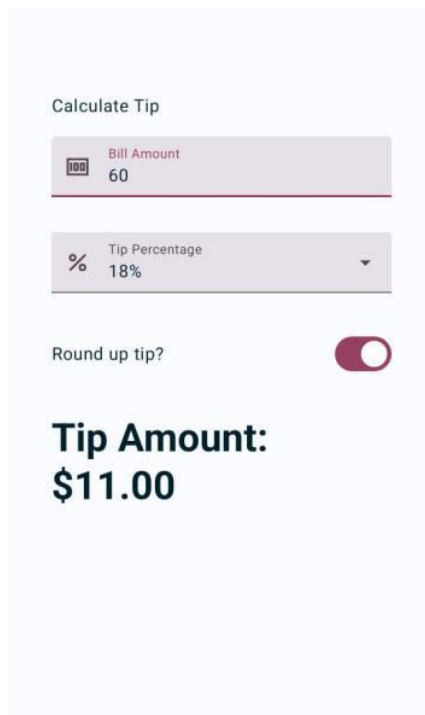 Calculate Tip
Bill Amount
60
Tip Percentage
18%
Round up tip?
Tip Amount:
$11.00